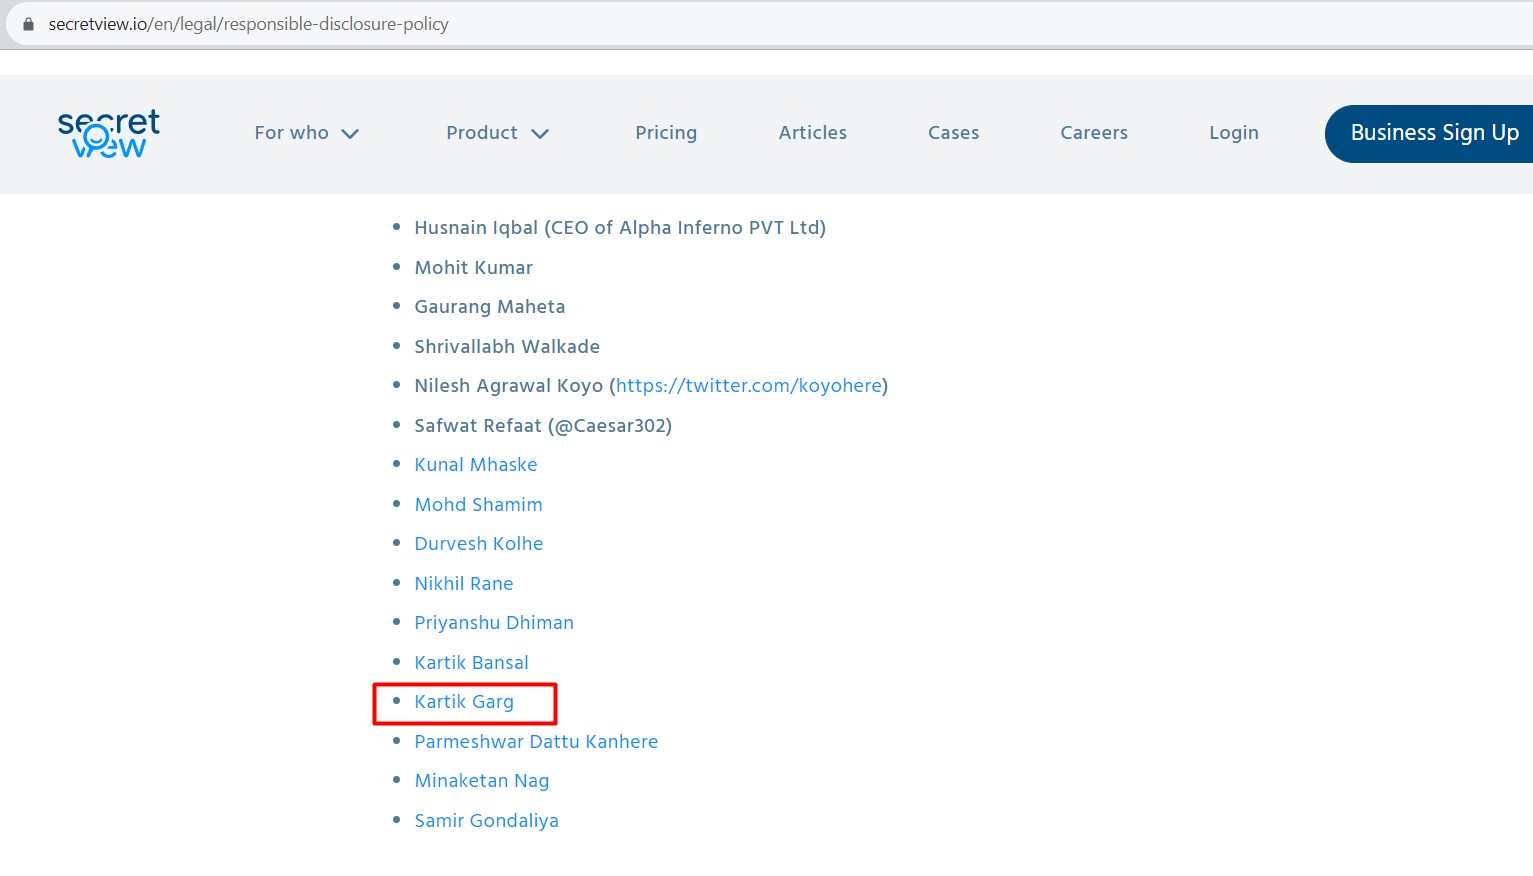 secretview.io/en/legal/responsible-disclosure-policy
secret
view
For who
Product
Pricing
Articles
Cases
Careers
Login
Business Sign Up
• Husnain Iqbal (CEO of Alpha Inferno PVT Ltd)
• Mohit Kumar
• Gaurang Maheta
• Shrivallabh Walkade
• Nilesh Agrawal Koyo (https://twitter.com/koyohere)
• Safwat Refaat (@Caesar302)
• Kunal Mhaske
• Mohd Shamim
• Durvesh Kolhe
• Nikhil Rane
• Priyanshu Dhiman
• Kartik Bansal
• Kartik Garg
• Parmeshwar Dattu Kanhere
• Minaketan Nag
• Samir Gondaliya